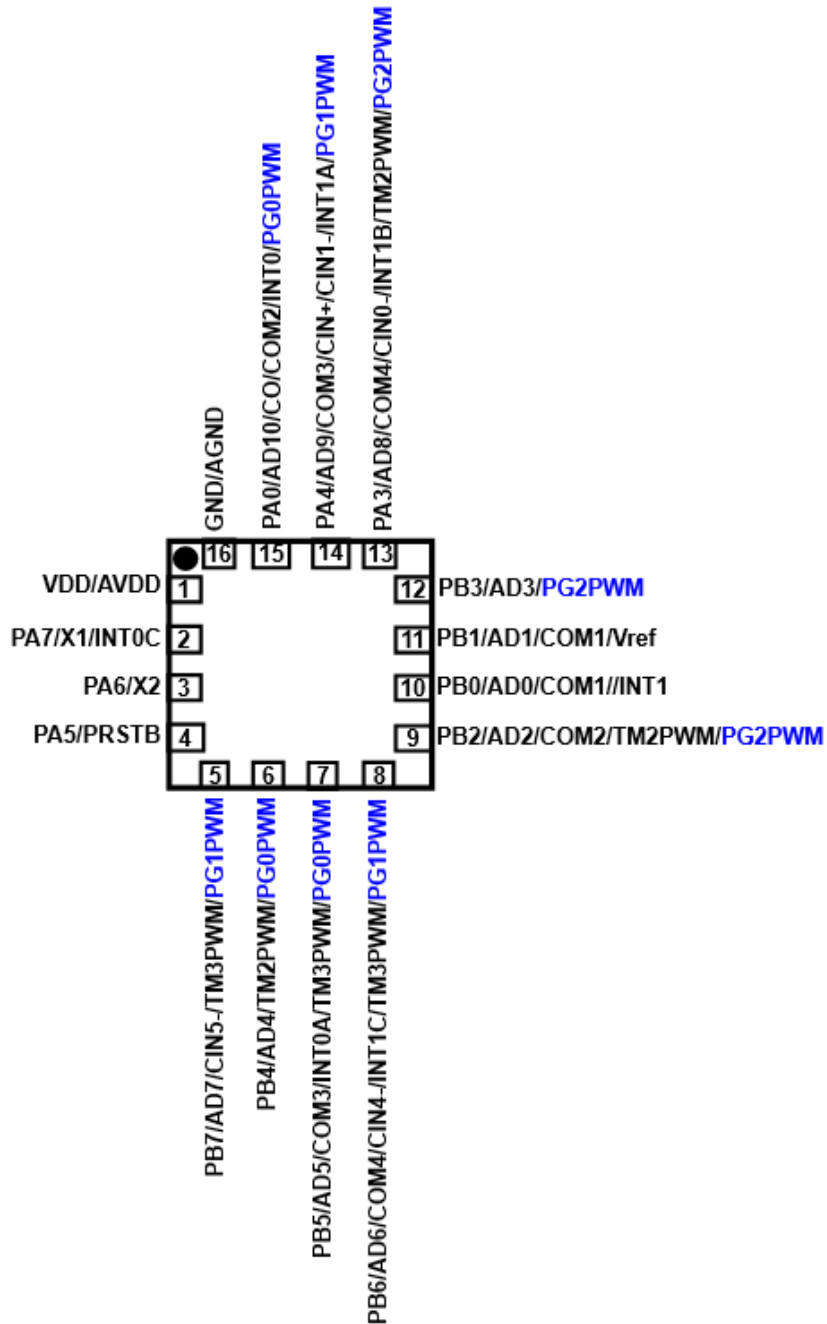 GND/AGND
PA0/AD10/CO/COM2/INT0/PG0PWM
PA4/AD9/COM3/CIN+/CIN1-/INT1A/PG1PWM
PA3/AD8/COM4/CIN0-/INT1B/TM2PWM/PG2PWM
16
15
14
13
VDD/AVDD
1
PA7/X1/INT0C
2
PA6/X2
3
PA5/PRSTB
4
12
PB3/AD3/PG2PWM
11
PB1/AD1/COM1/Vref
10
PB0/AD0/COM1//INT1
9
PB2/AD2/COM2/TM2PWM/PG2PWM
5
6
7
8
PB7/AD7/CIN5-/TM3PWM/PG1PWM
PB4/AD4/TM2PWM/PG0PWM
PB5/AD5/COM3/INT0A/TM3PWM/PG0PWM
PB6/AD6/COM4/CIN4-/INT1C/TM3PWM/PG1PWM